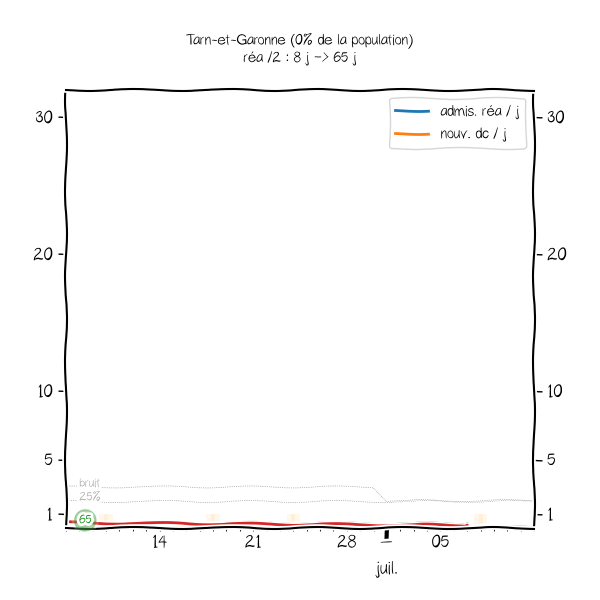 Tarn-et-Garonne (0% de la population)
réa /2 : 8 j -> 65 j
admis. réa / j
nouv. dc / j
30
30
20
20
10
10
5
5
bruit
25%
1
65
1
14
21
28
05
juil.